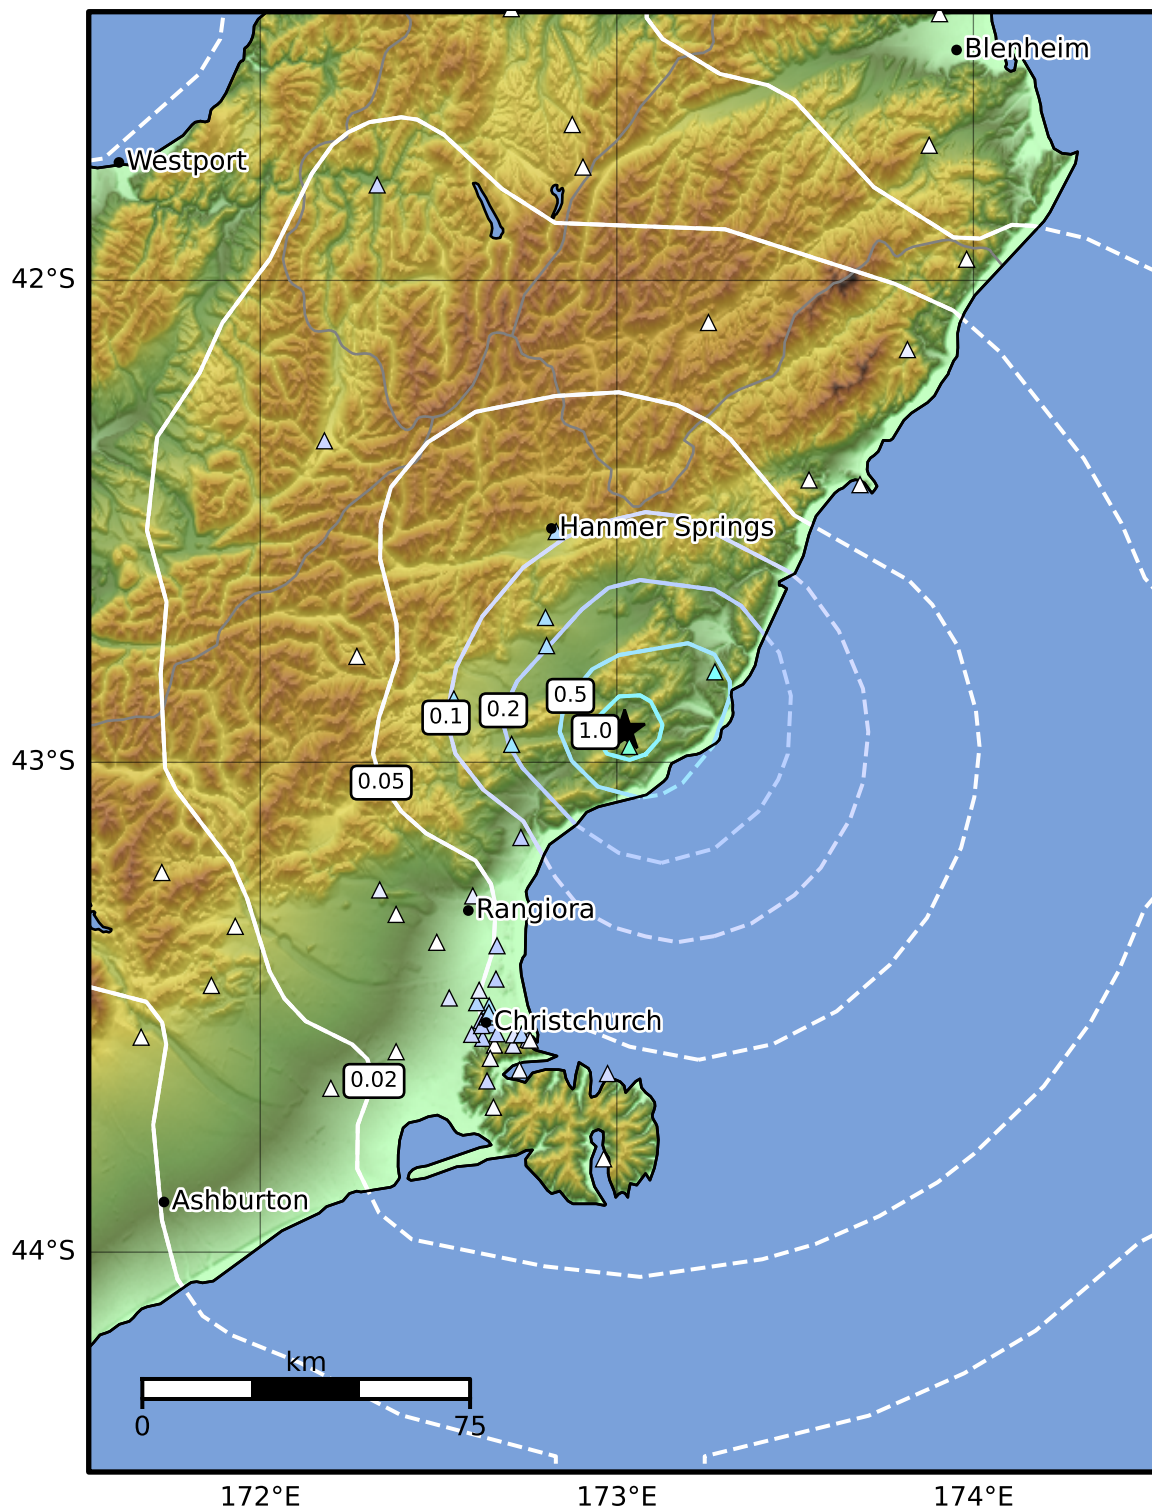 Blenheim
Westport
42°S
Hanmer Springs
0.5
0.2
0.1
1.0
43°S
0.05
Rangiora
Christchurch
0.02
Ashburton
44°S
km
0
75
172°E
173°E
174°E